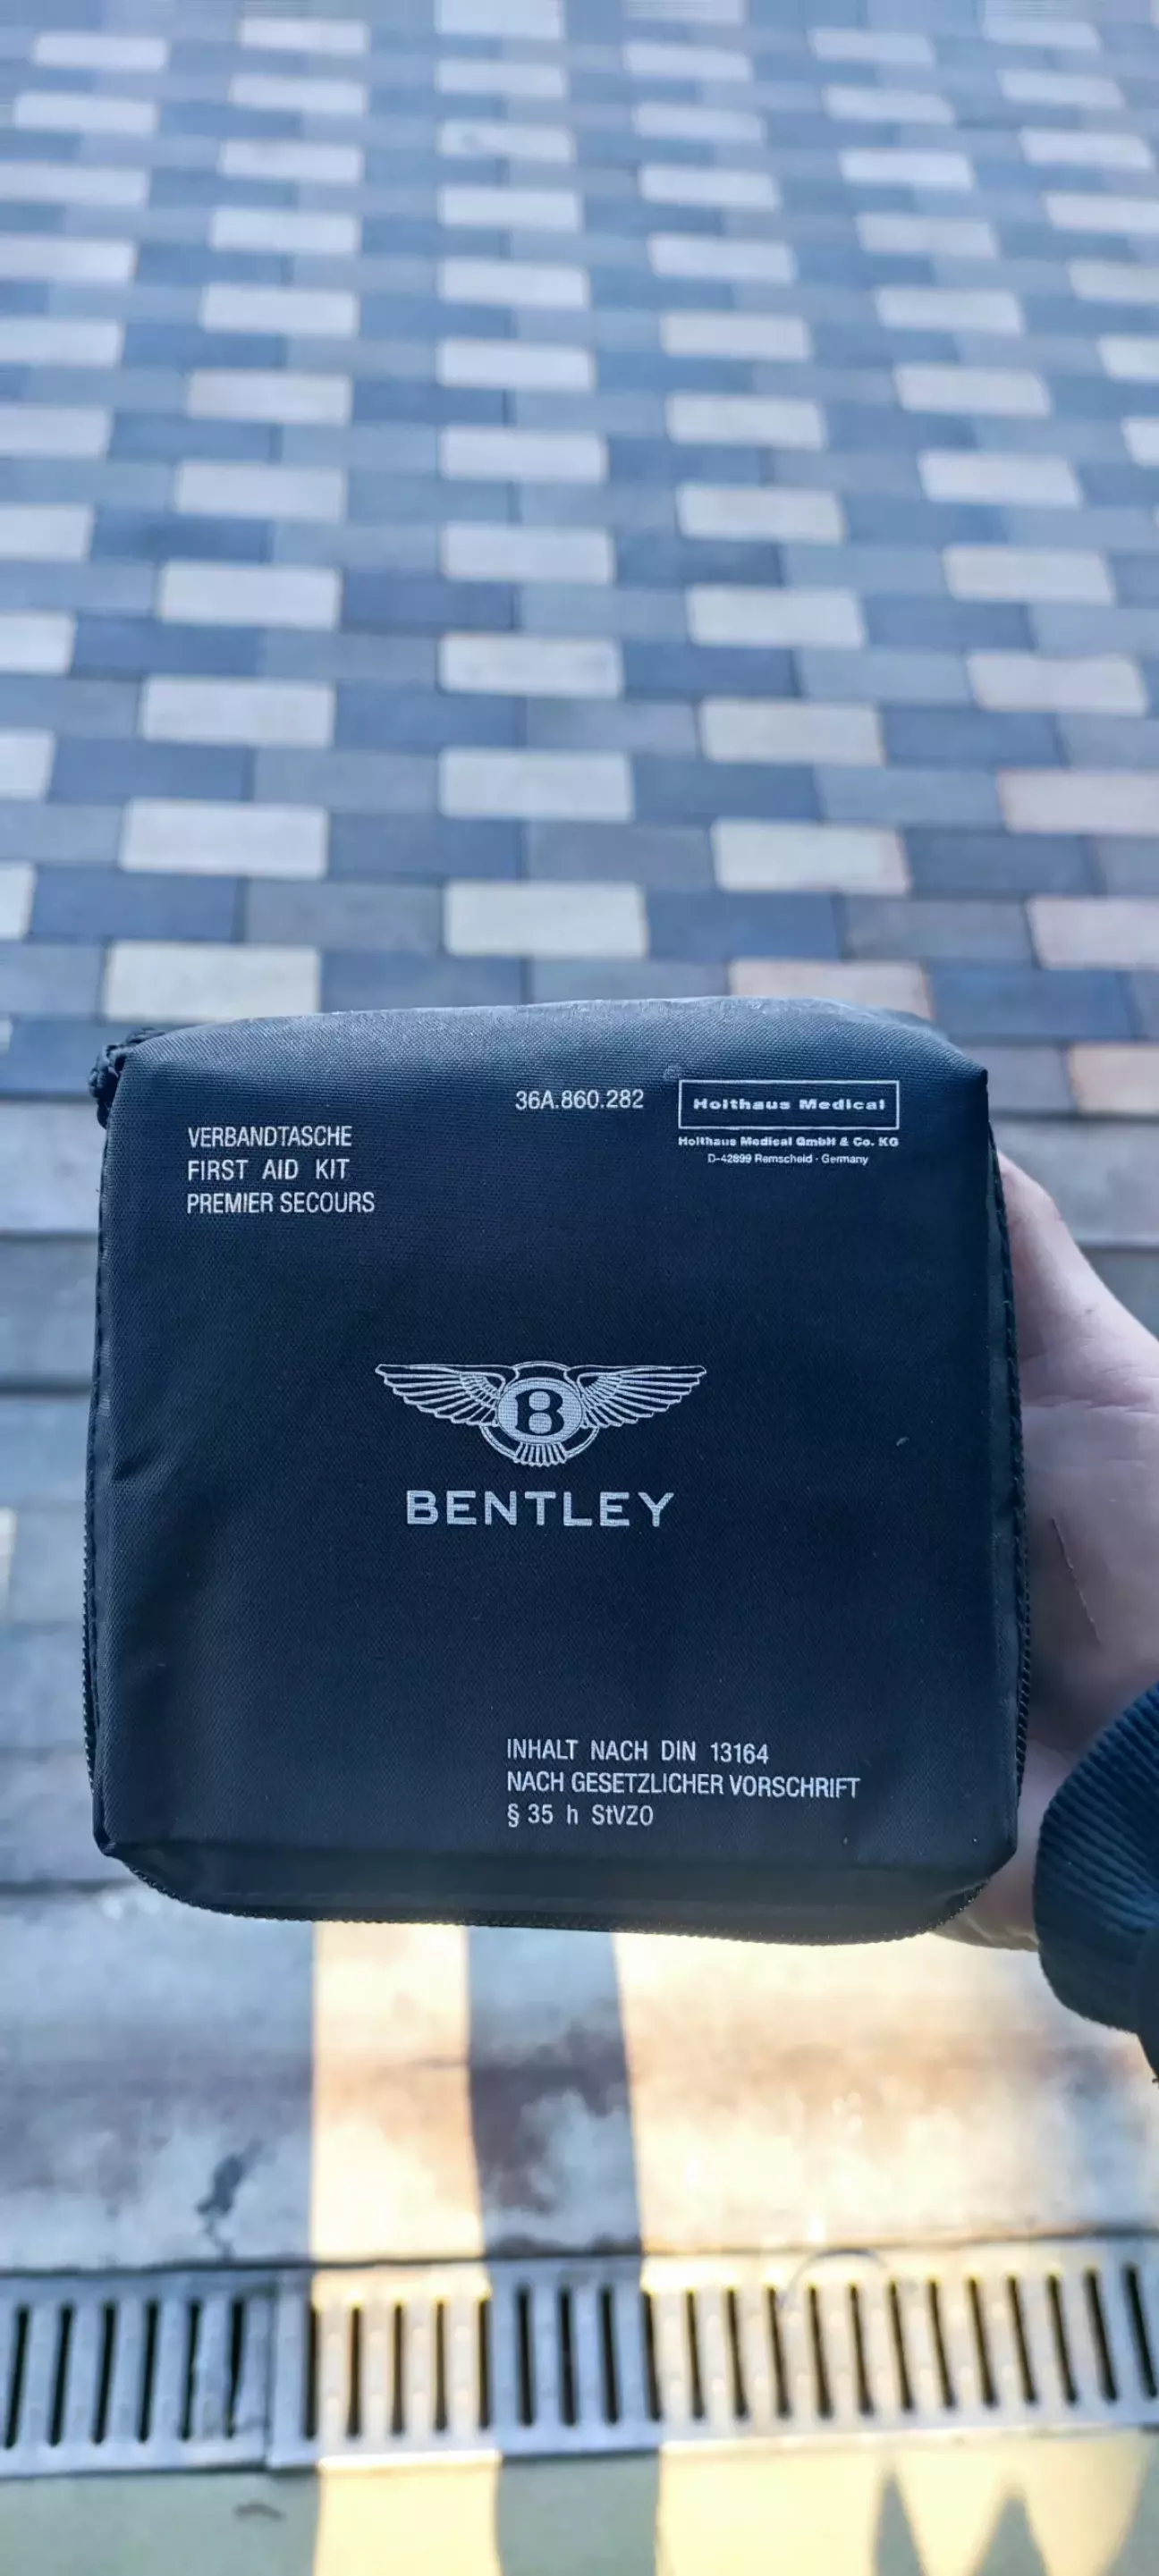 36A.860.282
Holthaus Medical
Holthaus Medical GmbH & Co. KG
D-42899 Remscheid · Germany
VERBANDTASCHE
FIRST AID KIT
PREMIER SECOURS
B
BENTLEY
INHALT NACH DIN 13164
NACH GESETZLICHER VORSCHRIFT
§ 35 h StVZO